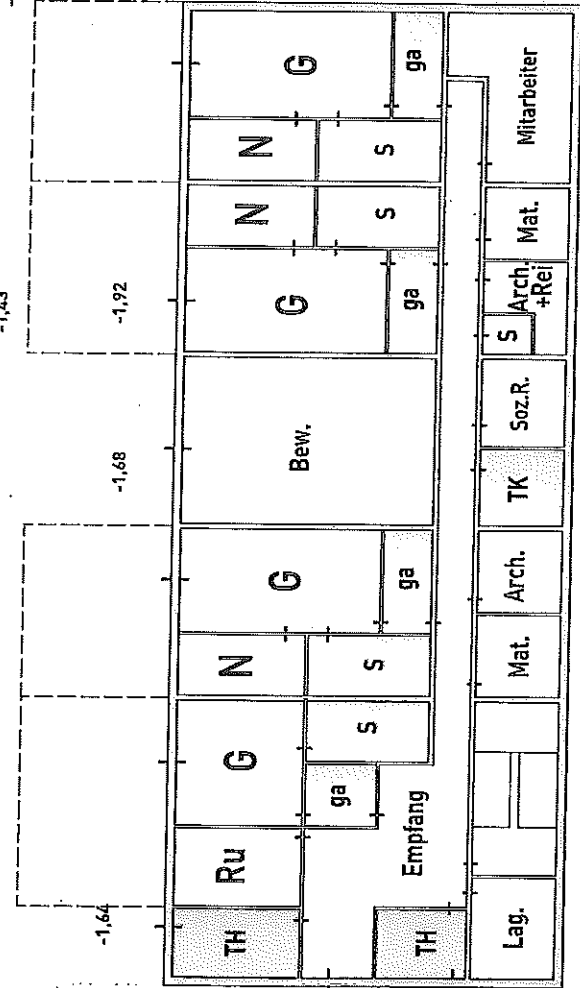 -1,43
-1,92
-1,68
-1,64
G
ga
N
S
N
S
G
ga
Bew.
G
ga
N
S
G
S
ga
Ru
Empfang
TH
TH
Mitarbeiter
Mat.
Arch.
+Rei
S
Soz.R.
TK
Arch.
Mat.
Lag.